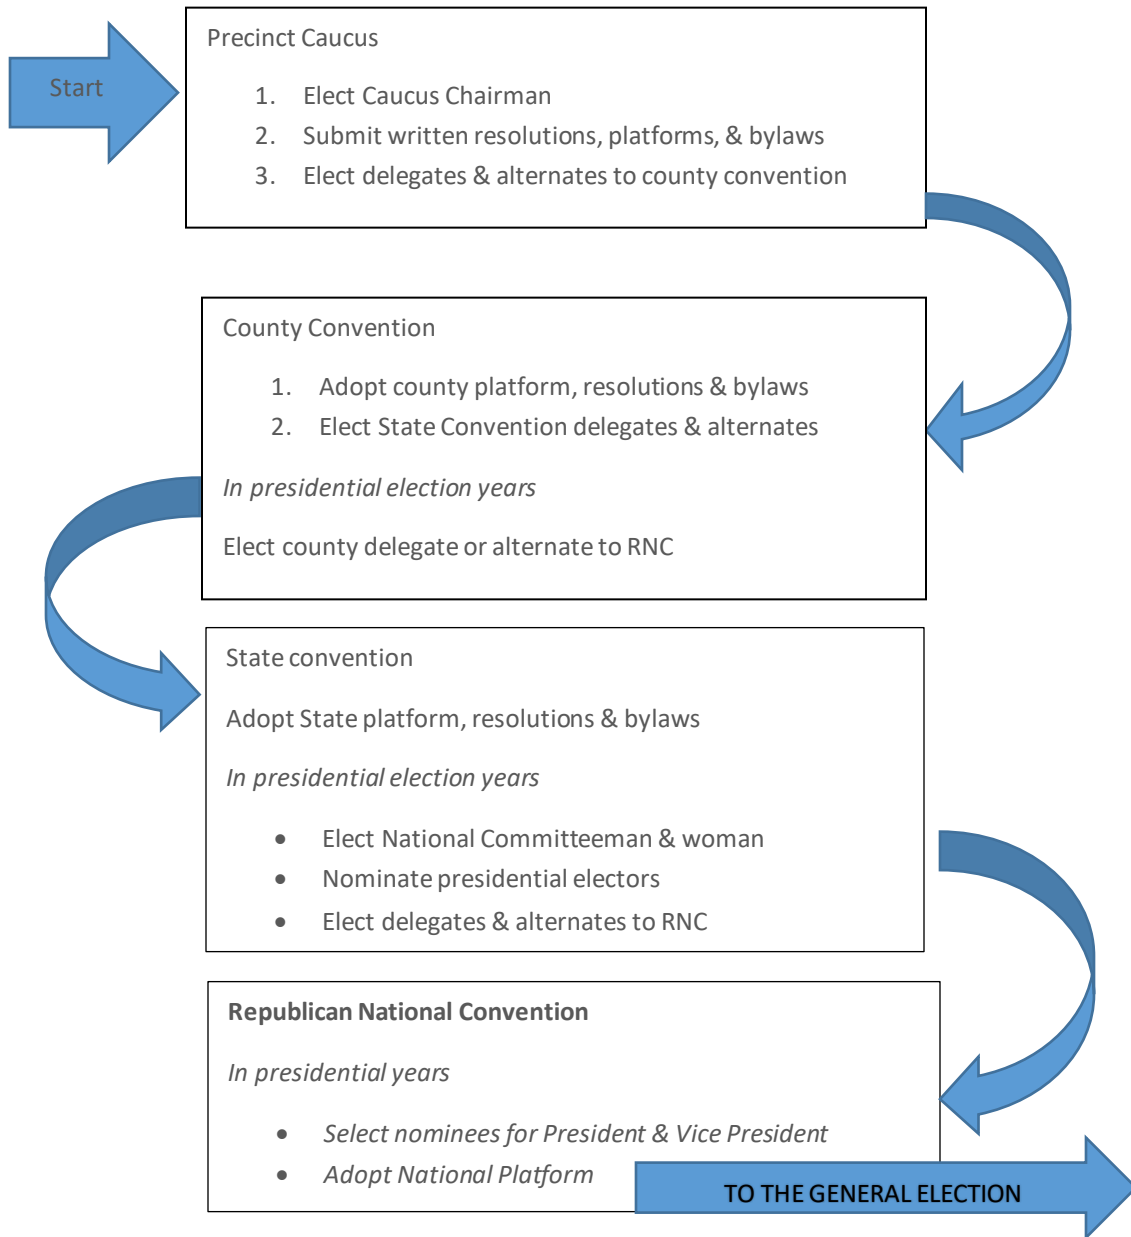 Start
Precinct Caucus
1. Elect Caucus Chairman
2. Submit written resolutions, platforms, & bylaws
3. Elect delegates & alternates to county convention
County Convention
1. Adopt county platform, resolutions & bylaws
2. Elect State Convention delegates & alternates
In presidential election years
Elect county delegate or alternate to RNC
State convention
Adopt State platform, resolutions & bylaws
In presidential election years
• Elect National Committeeman & woman
• Nominate presidential electors
• Elect delegates & alternates to RNC
Republican National Convention
In presidential years
• Select nominees for President & Vice President
• Adopt National Platform
TO THE GENERAL ELECTION